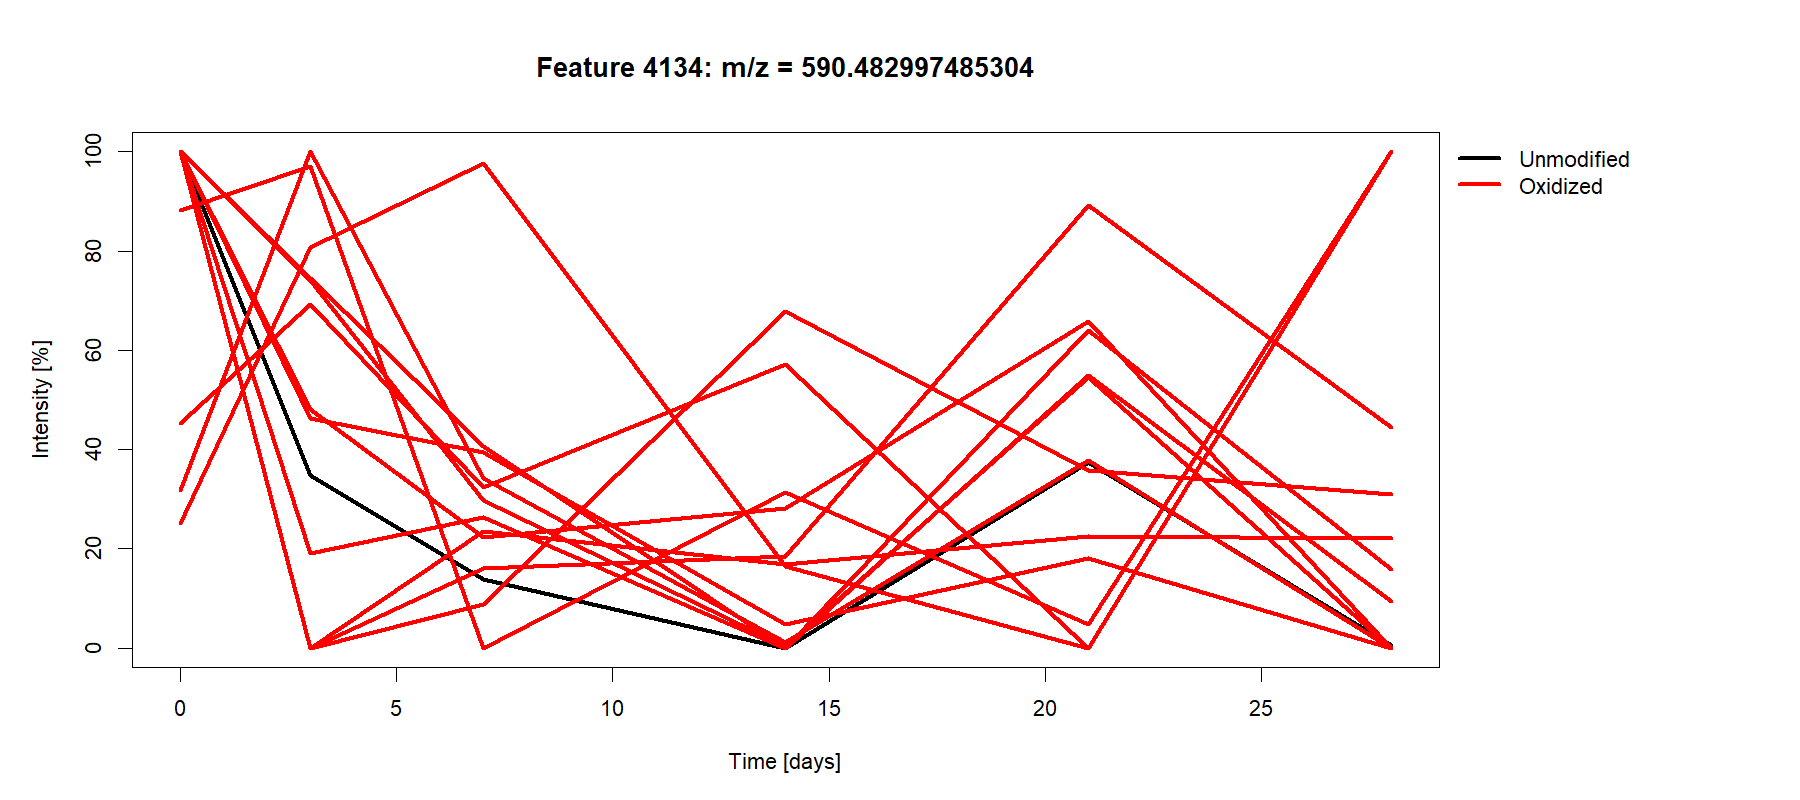 Feature 4134: m/z = 590.482997485304
Unmodified
Oxidized
100
80
60
40
20
0
Intensity [%]
0 5 10 15 20 25
Time [days]